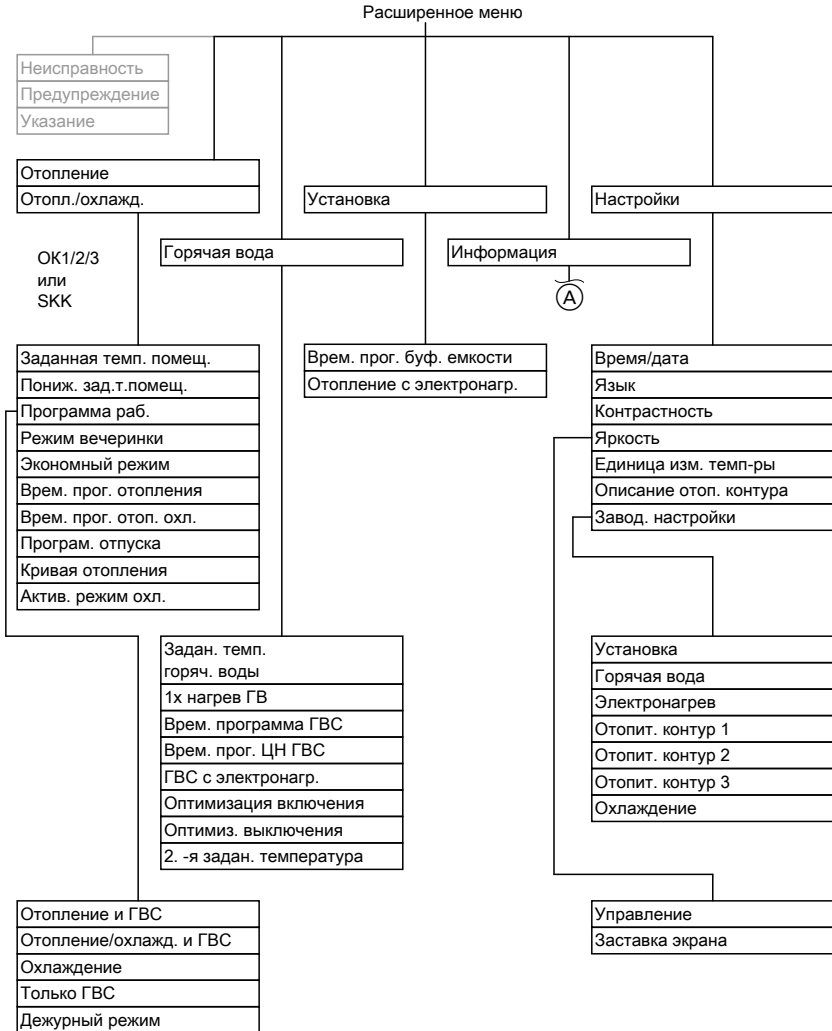 Расширенное меню
Неисправность
Предупреждение
Указание
Отопление
Отопл./охлажд.
Установка
Настройки
Горячая вода
Информация
ОК1/2/3
или
SKK
A
Заданная темп. помещ.
Пониж. зад.т.помещ.
Программа раб.
Режим вечеринки
Экономный режим
Врем. прог. отопления
Врем. прог. отоп. охл.
Програм. отпуска
Кривая отопления
Актив. режим охл.
Врем. прог. буф. емкости
Отопление с электронагр.
Время/дата
Язык
Контрастность
Яркость
Единица изм. темп-ры
Описание отоп. контура
Завод. настройки
Задан. темп.
горяч. воды
1х нагрев ГВ
Врем. программа ГВС
Врем. прог. ЦН ГВС
ГВС с электронагр.
Оптимизация включения
Оптимиз. выключения
2. -я задан. температура
Установка
Горячая вода
Электронагрев
Отопит. контур 1
Отопит. контур 2
Отопит. контур 3
Охлаждение
Отопление и ГВС
Отопление/охлажд. и ГВС
Охлаждение
Только ГВС
Дежурный режим
Управление
Заставка экрана